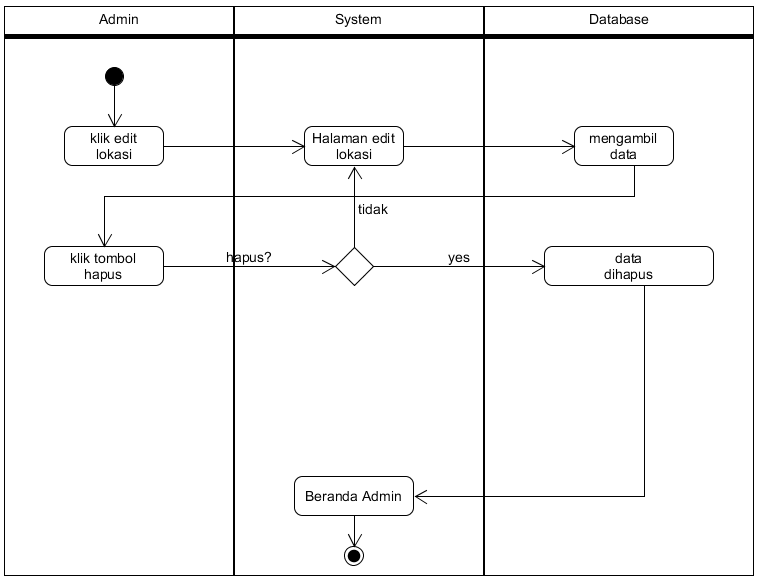 Admin
System
Database
klik edit
lokasi
Halaman edit
lokasi
mengambil
data
tidak
klik tombol
hapus
hapus?
yes
data
dihapus
Beranda Admin